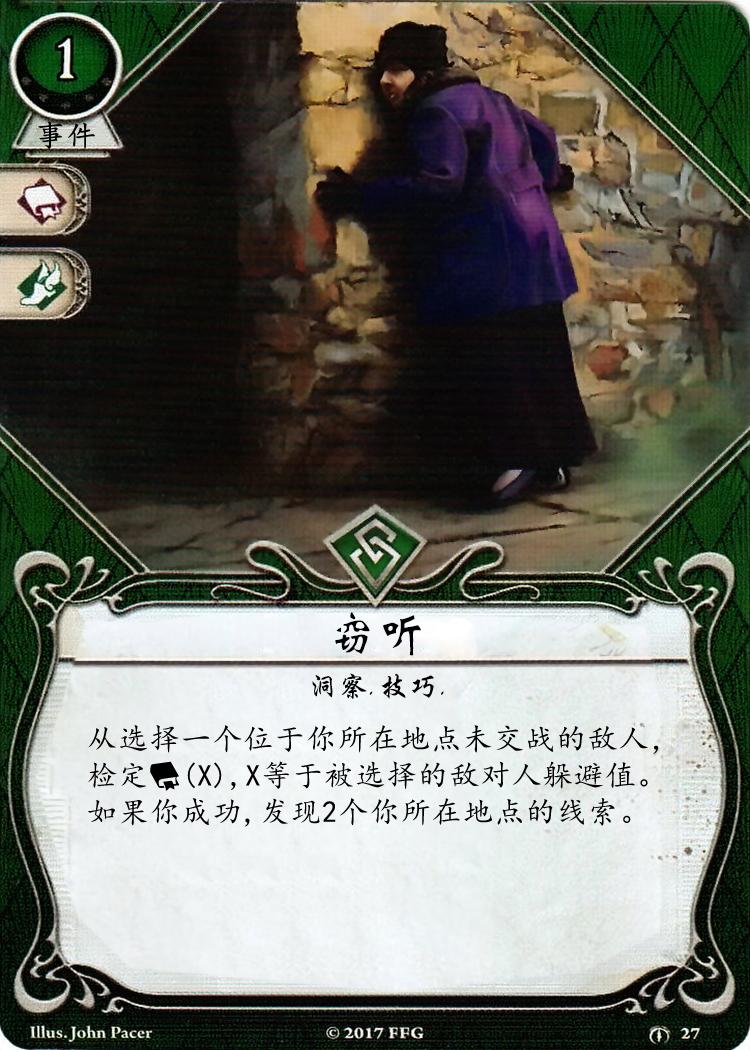 1
事件
窃听
洞察. 技巧.
从选择一个位于你所在地点未交战的敌人,
检定(X), X等于被选择的敌对人躲避值。
如果你成功, 发现2个你所在地点的线索。
Illus. John Pacer
© 2017 FFG
27